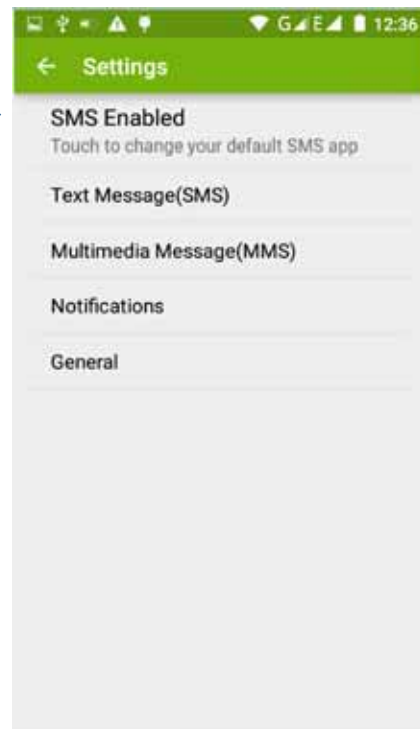 G E 12:36
Settings
SMS Enabled
Touch to change your default SMS app
Text Message(SMS)
Multimedia Message(MMS)
Notifications
General